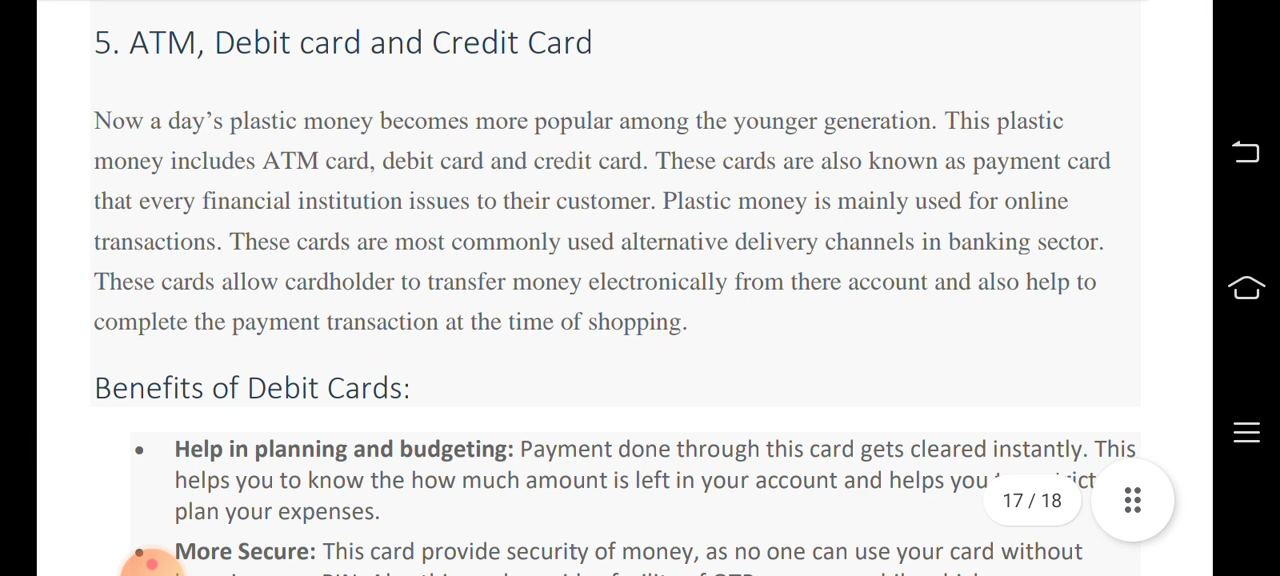 5. ATM, Debit card and Credit Card
Now a day’s plastic money becomes more popular among the younger generation. This plastic
money includes ATM card, debit card and credit card. These cards are also known as payment card
that every financial institution issues to their customer. Plastic money is mainly used for online
transactions. These cards are most commonly used alternative delivery channels in banking sector.
These cards allow cardholder to transfer money electronically from there account and also help to
complete the payment transaction at the time of shopping.
Benefits of Debit Cards:
• Help in planning and budgeting: Payment done through this card gets cleared instantly. This
helps you to know the how much amount is left in your account and helps you
plan your expenses.
17 / 18
• More Secure: This card provide security of money, as no one can use your card without